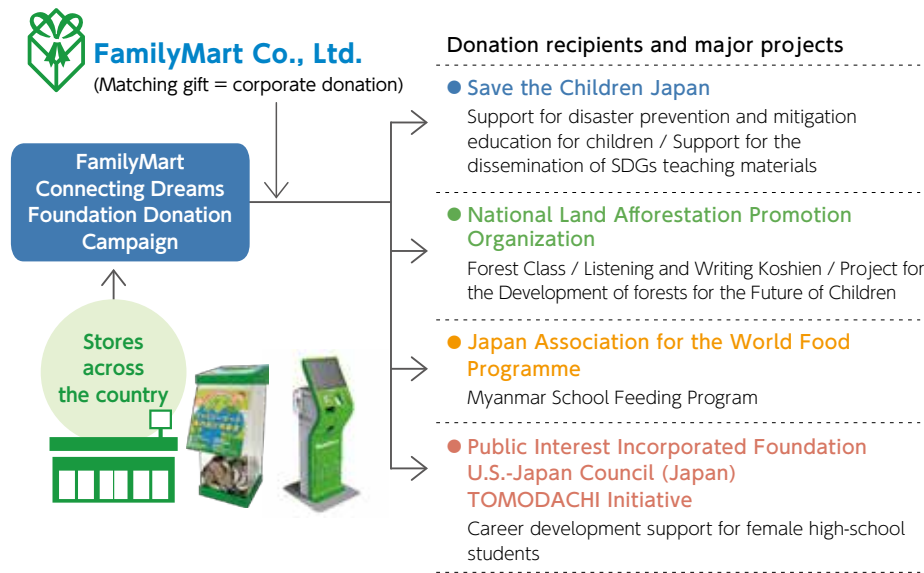 FamilyMart Co., Ltd.
(Matching gift = corporate donation)
FamilyMart
Connecting Dreams
Foundation Donation
Campaign
Stores
across
the country
Donation recipients and major projects
● Save the Children Japan
Support for disaster prevention and mitigation
education for children / Support for the
dissemination of SDGs teaching materials
● National Land Afforestation Promotion
Organization
Forest Class / Listening and Writing Koshien / Project for
the Development of forests for the Future of Children
● Japan Association for the World Food
Programme
Myanmar School Feeding Program
● Public Interest Incorporated Foundation
U.S.-Japan Council (Japan)
TOMODACHI Initiative
Career development support for female high-school
students